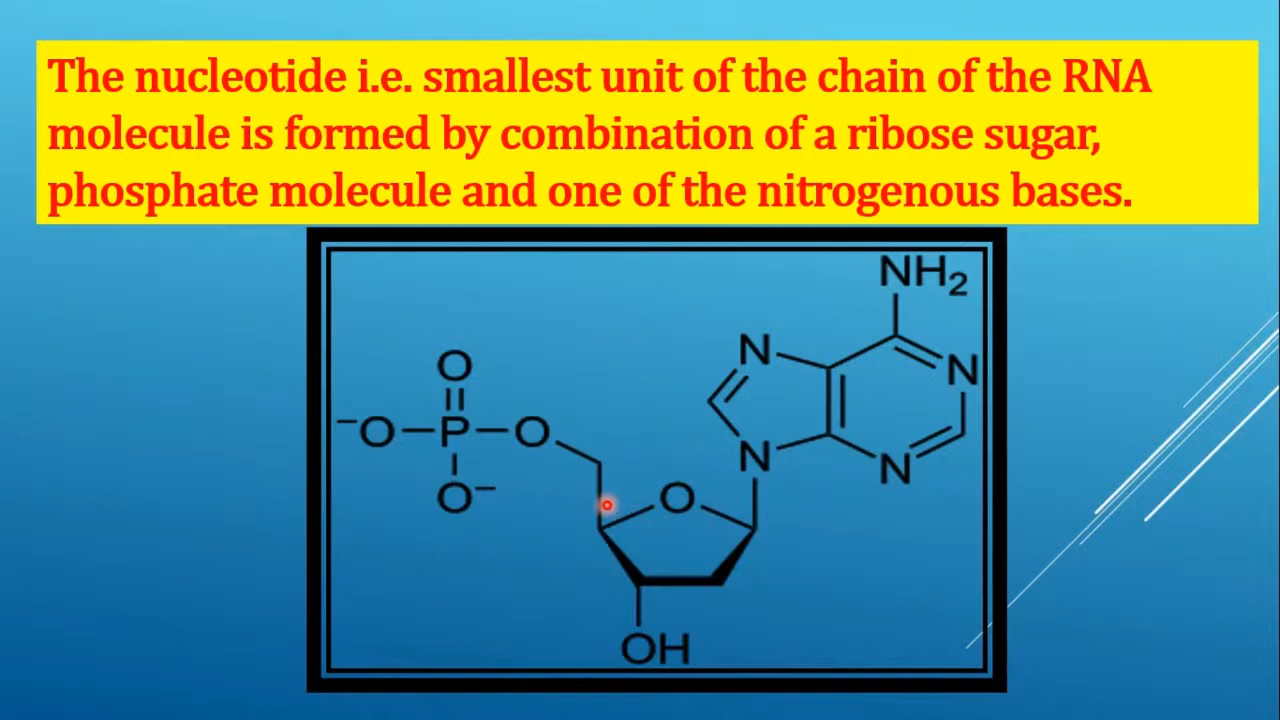 The nucleotide i.e. smallest unit of the chain of the RNA
molecule is formed by combination of a ribose sugar,
phosphate molecule and one of the nitrogenous bases.
NH₂
N
N
O
⁻O
P
O
N
N
O⁻
O
OH